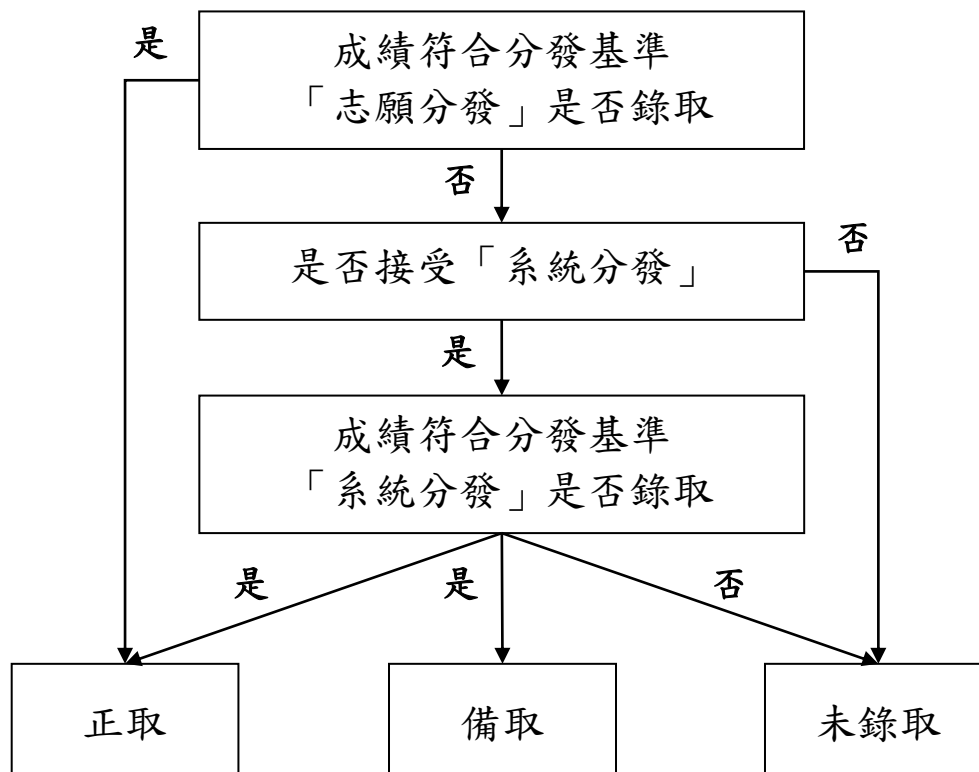 是
成績符合分發基準
「志願分發」是否錄取
否
是否接受「系統分發」
否
是
成績符合分發基準
「系統分發」是否錄取
是
是
否
正取
備取
未錄取